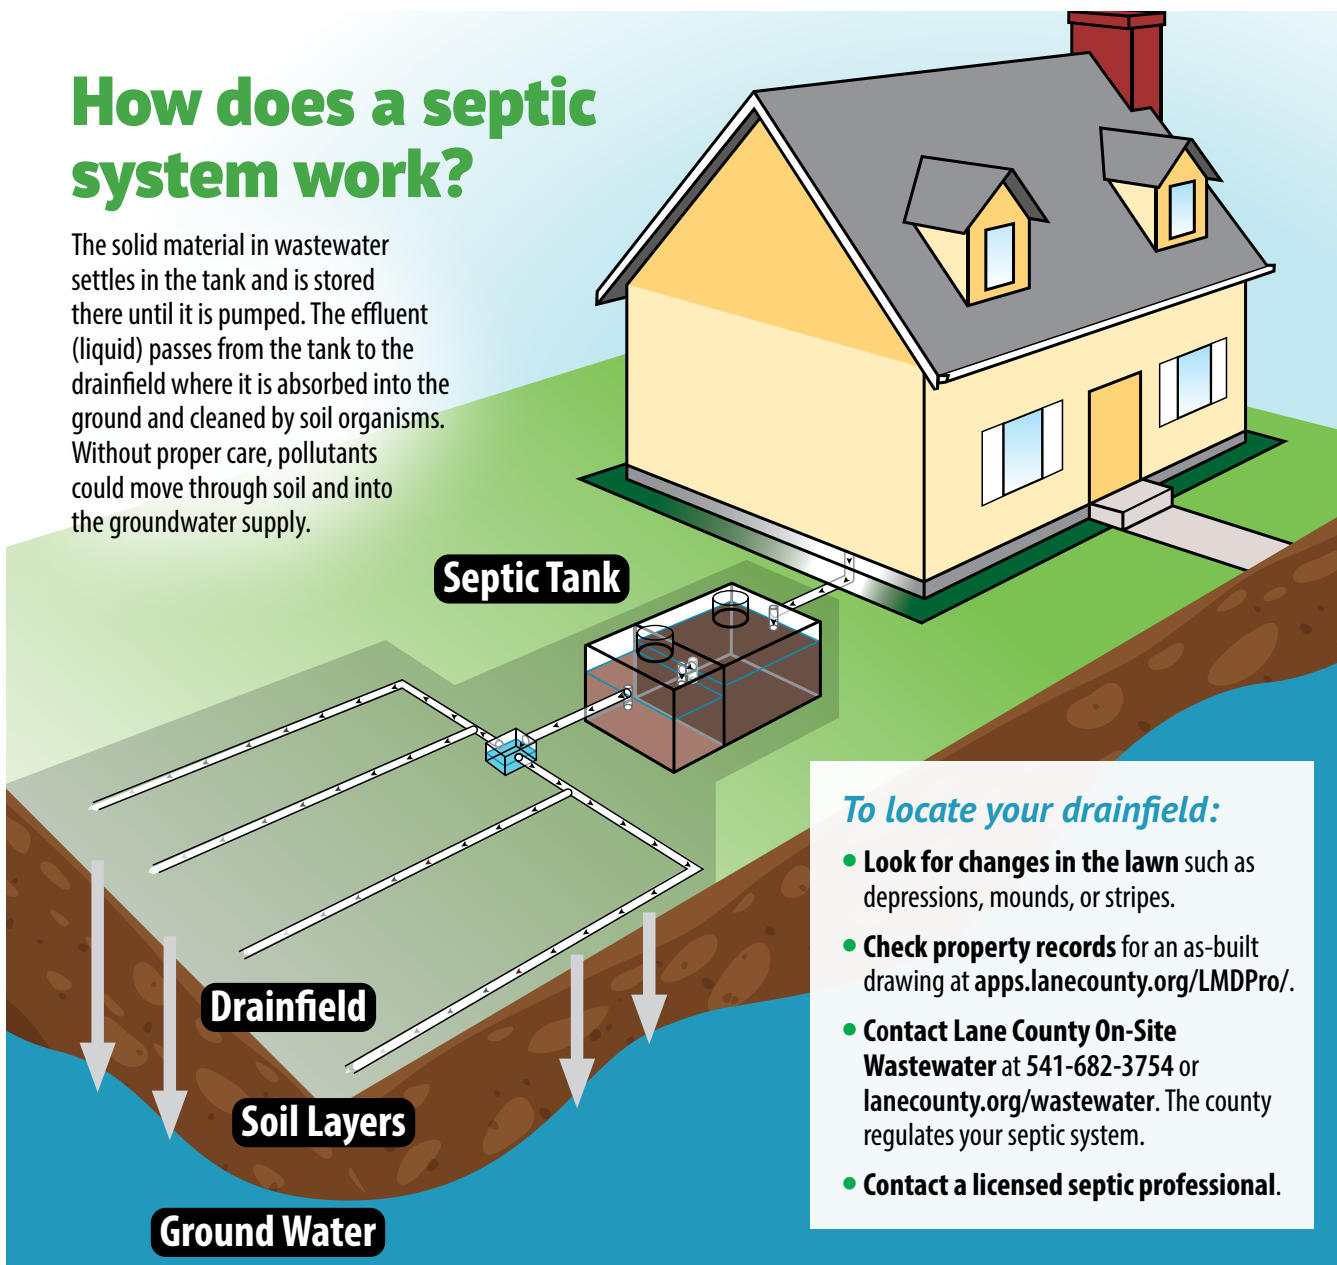 How does a septic
system work?
The solid material in wastewater
settles in the tank and is stored
there until it is pumped. The effluent
(liquid) passes from the tank to the
drainfield where it is absorbed into the
ground and cleaned by soil organisms.
Without proper care, pollutants
could move through soil and into
the groundwater supply.
Septic Tank
Drainfield
Soil Layers
Ground Water
To locate your drainfield:
• Look for changes in the lawn such as
depressions, mounds, or stripes.
• Check property records for an as-built
drawing at apps.lanecounty.org/LMDPro/.
• Contact Lane County On-Site
Wastewater at 541-682-3754 or
lanecounty.org/wastewater. The county
regulates your septic system.
• Contact a licensed septic professional.